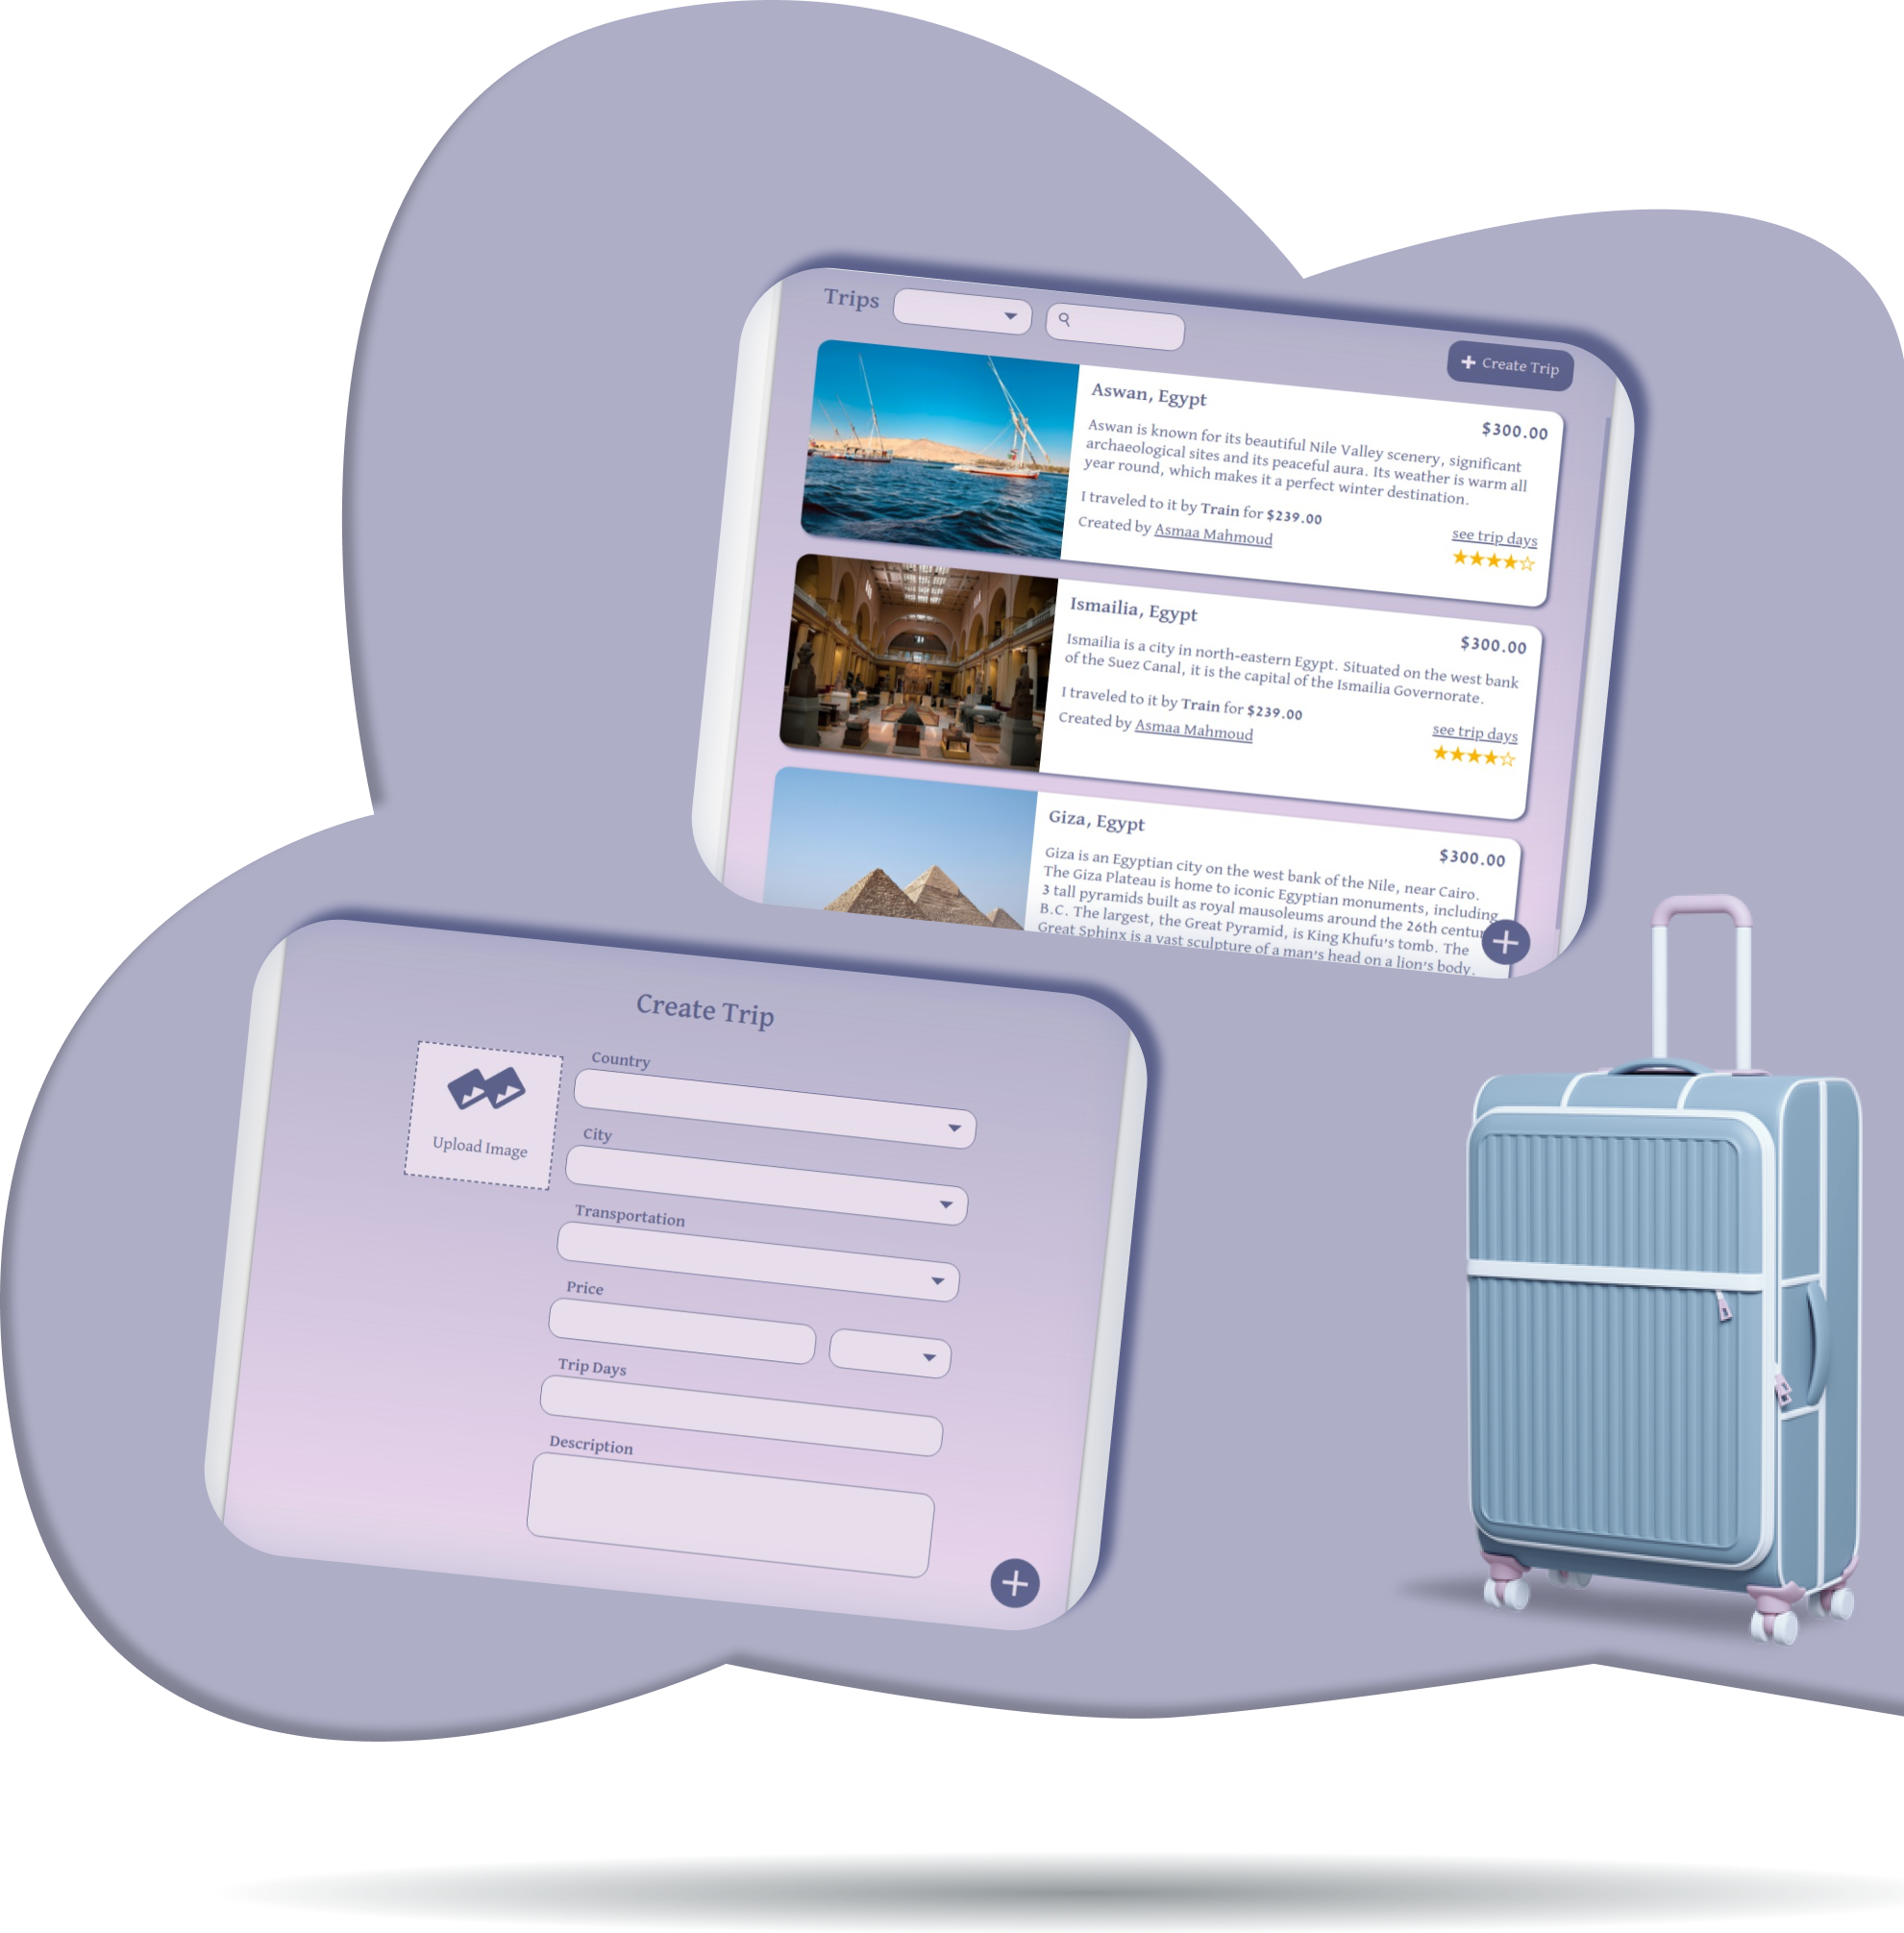 Trips
Create Trip
Aswan, Egypt
$300.00
Aswan is known for its beautiful Nile Valley scenery, significant
archaeological sites and its peaceful aura. Its weather is warm all
year round, which makes it a perfect winter destination.
I traveled to it by Train for $239.00
Created by Asmaa Mahmoud
see trip days
Ismailia, Egypt
$300.00
Ismailia is a city in north-eastern Egypt. Situated on the west bank
of the Suez Canal, it is the capital of the Ismailia Governorate.
I traveled to it by Train for $239.00
Created by Asmaa Mahmoud
see trip days
Giza, Egypt
$300.00
Giza is an Egyptian city on the west bank of the Nile, near Cairo.
The Giza Plateau is home to iconic Egyptian monuments, including
3 tall pyramids built as royal mausoleums around the 26th
B.C. The largest, the Great Pyramid, is King Khufu's tomb. The
Great Sphinx is a vast sculpture of a man's head on a lion's body.
Create Trip
Upload Image
Country
City
Transportation
Price
Trip Days
Description